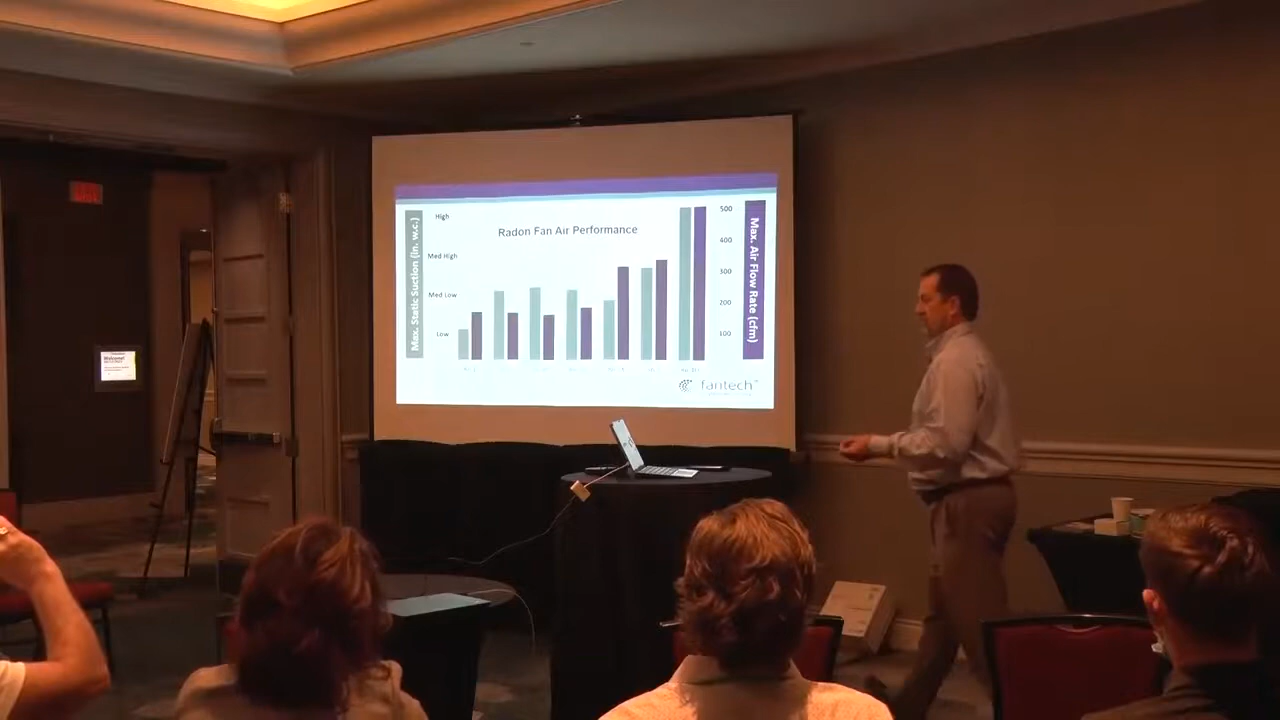 Radon Fan Air Performance
Max. Static Suction (in. w.c.)
High
Med High
Med Low
Low
500
400
300
200
100
Max. Air Flow Rate (cfm)
fantech
Welcome!